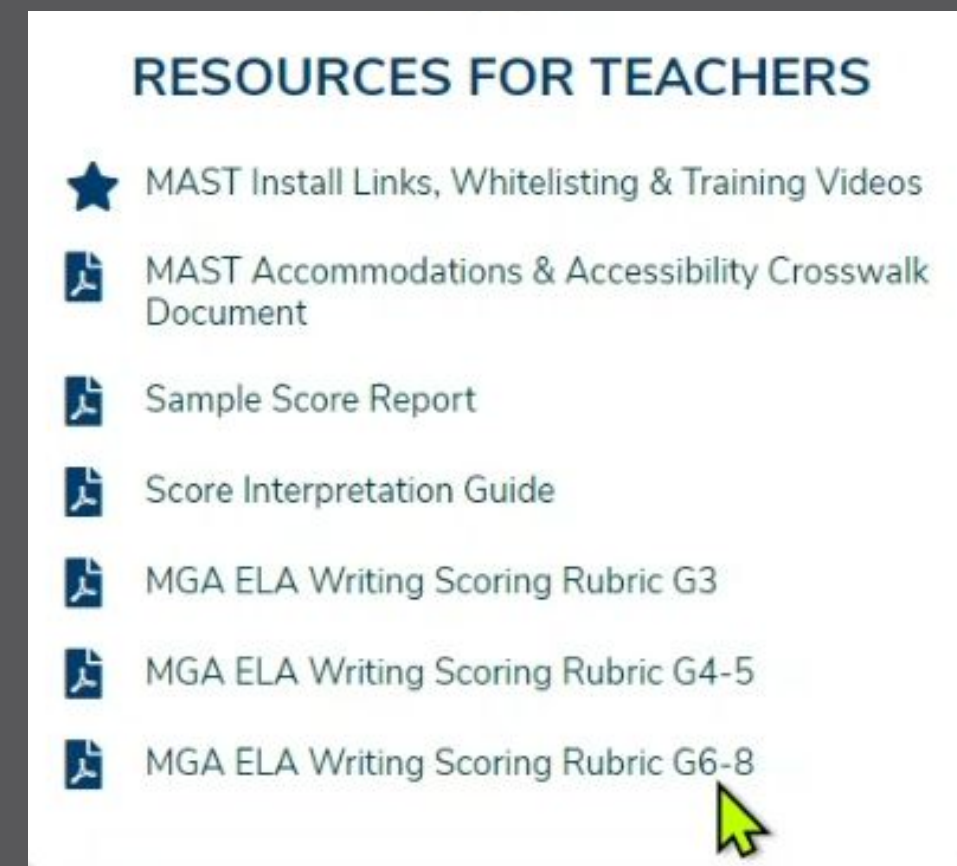 RESOURCES FOR TEACHERS
MAST Install Links, Whitelisting & Training Videos
MAST Accommodations & Accessibility Crosswalk
Document
Sample Score Report
Score Interpretation Guide
MGA ELA Writing Scoring Rubric G3
MGA ELA Writing Scoring Rubric G4-5
MGA ELA Writing Scoring Rubric G6-8